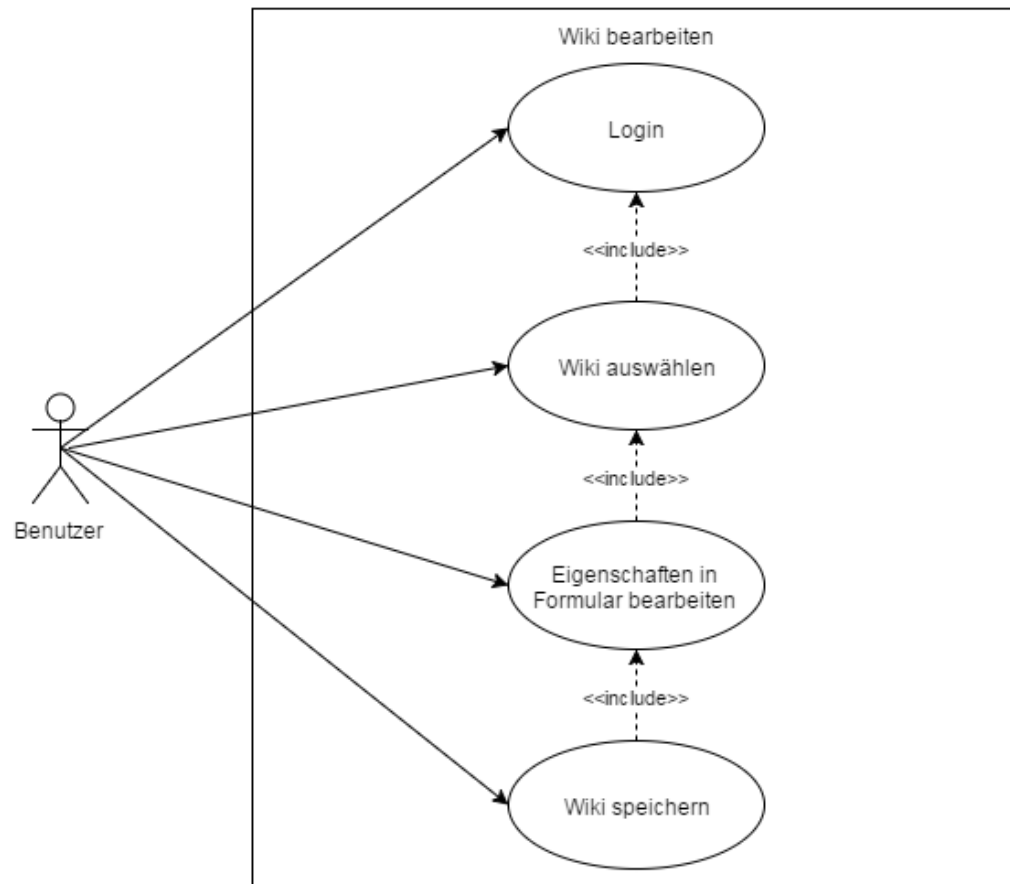 Wiki bearbeiten
Login
<<include>>
Wiki auswählen
<<include>>
Benutzer
Eigenschaften in
Formular bearbeiten
<<include>>
Wiki speichern